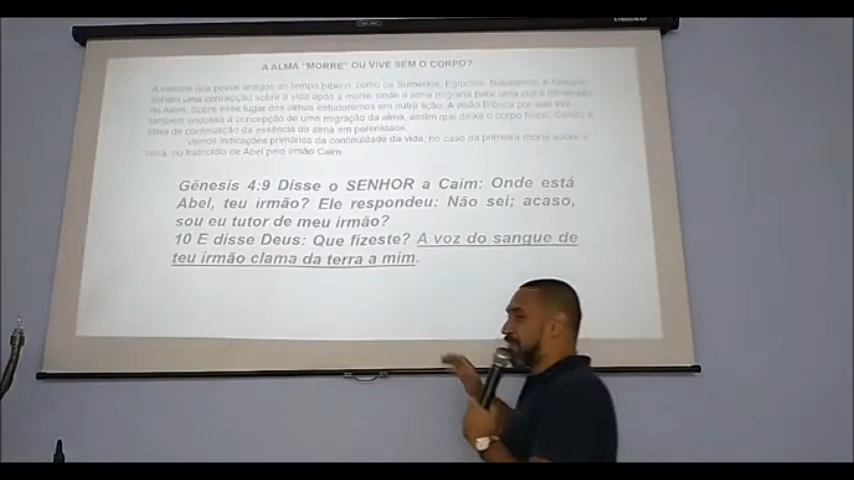 A ALMA "MORRE" OU VIVE SEM O CORPO?
A história dos povos antigos do tempo bíblico, como os Sumérios, Egípcios, Babilônios, e Gregos
tinham uma concepção sobre a vida após a morte, onde a alma migraria para uma outra dimensão
no Além. Sobre esse lugar das almas estudaremos em outra lição. A visão Bíblica por sua vez
também endossa a concepção de uma migração da alma, assim que deixa o corpo físico, dando a
ideia de continuação da essência da alma em perenidade.
Vemos indicações primárias da continuidade da vida, no caso da primeira morte sobre a
terra, no fratricídio de Abel pelo irmão Caim.
Gênesis 4:9 Disse o SENHOR a Caim: Onde está
Abel, teu irmão? Ele respondeu: Não sei; acaso,
sou eu tutor de meu irmão?
10 E disse Deus: Que fizeste? A voz do sangue de
teu irmão clama da terra a mim.